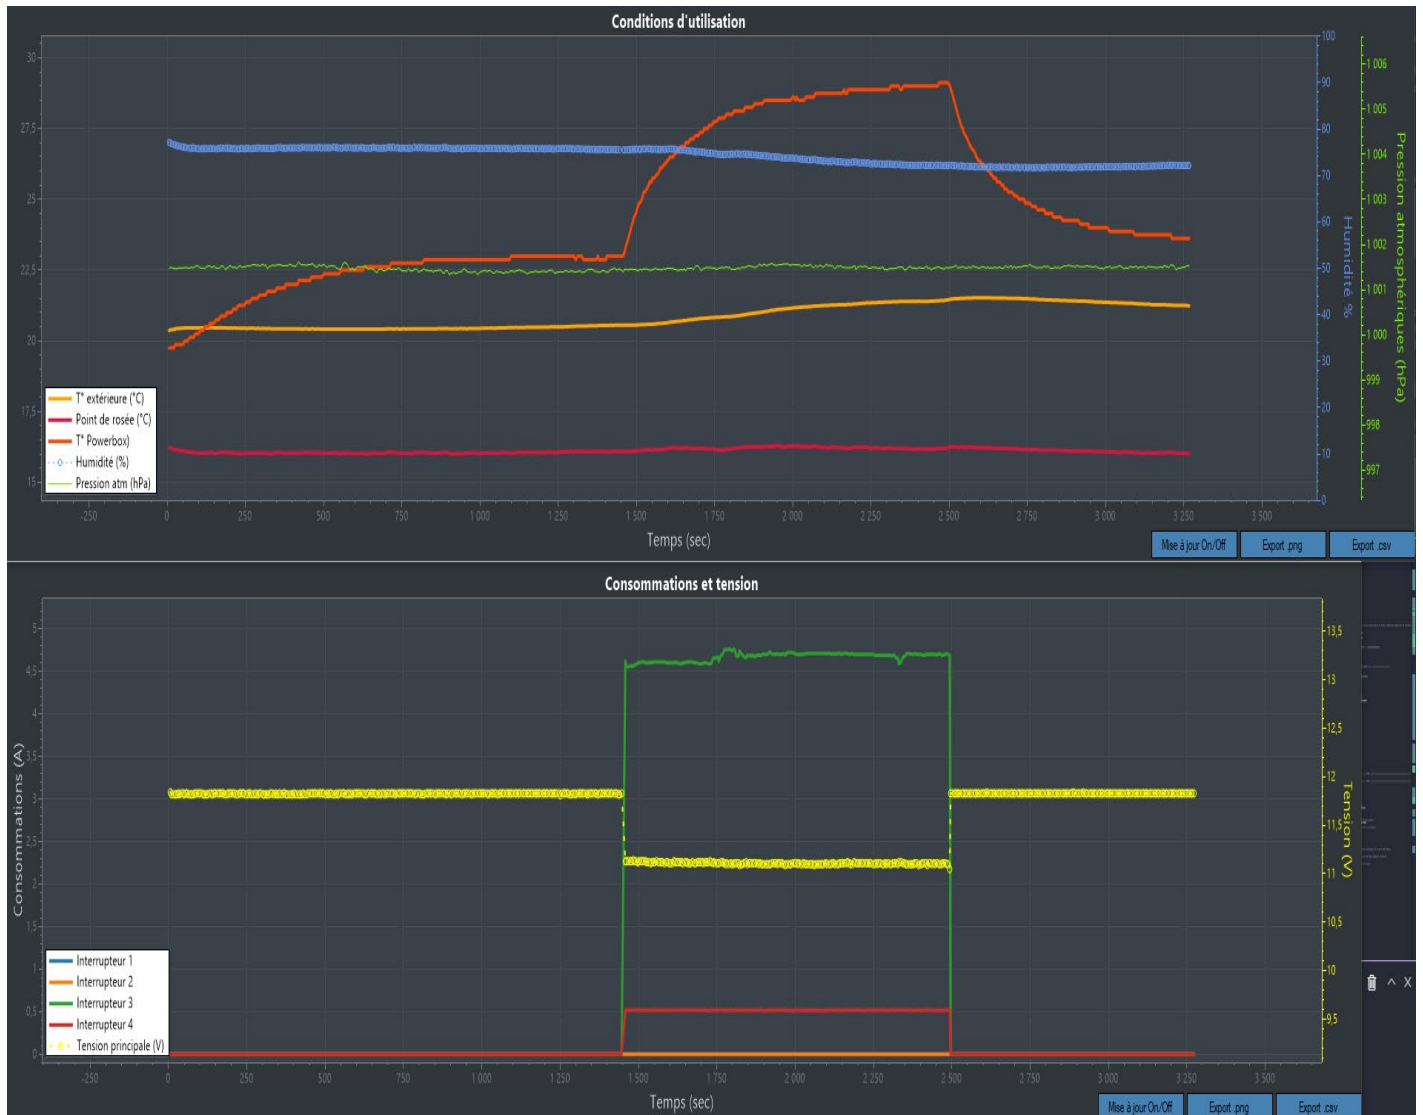 Conditions d'utilisation
30
27,5
25
22,5
20
17,5
15
100
90
80
70
60
50
40
30
20
10
0
Humidité %
1 006
1 005
1 004
1 003
1 002
1 001
1 000
999
998
997
Pression atmosphériques (hPa)
T° extérieure (°C)
Point de rosée (°C)
T° Powerbox)
Humidité (%)
Pression atm (hPa)
-250 0 250 500 750 1 000 1 250 1 500 1 750 2 000 2 250 2 500 2 750 3 000 3 250 3 500
Temps (sec)
Mise à jour On/Off Export .png Export .csv
Consommations et tension
5
4,5
4
3,5
3
2,5
2
1,5
1
0,5
0
Consommations (A)
13,5
13
12,5
12
11,5
11
10,5
10
9,5
Tension (V)
Interrupteur 1
Interrupteur 2
Interrupteur 3
Interrupteur 4
Tension principale (V)
-250 0 250 500 750 1 000 1 250 1 500 1 750 2 000 2 250 2 500 2 750 3 000 3 250 3 500
Temps (sec)
Mise à jour On/Off Export .png Export .csv